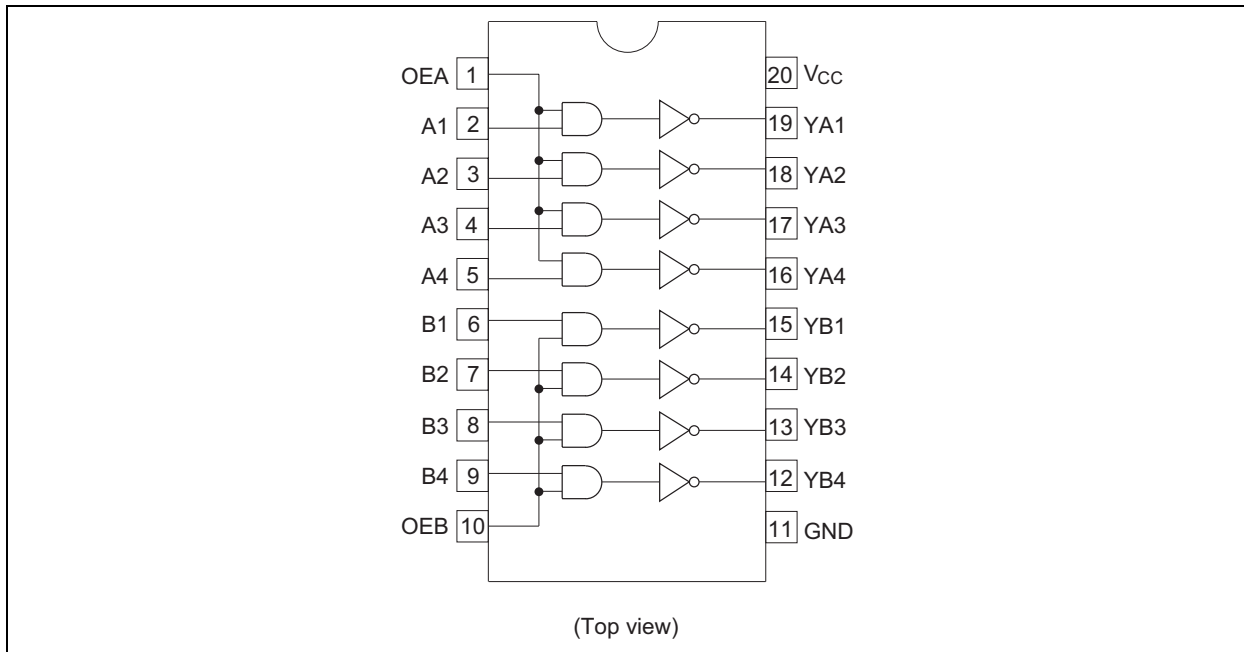 OEA 1 20 VCC
A1 2 19 YA1
A2 3 18 YA2
A3 4 17 YA3
A4 5 16 YA4
B1 6 15 YB1
B2 7 14 YB2
B3 8 13 YB3
B4 9 12 YB4
OEB 10 11 GND
(Top view)